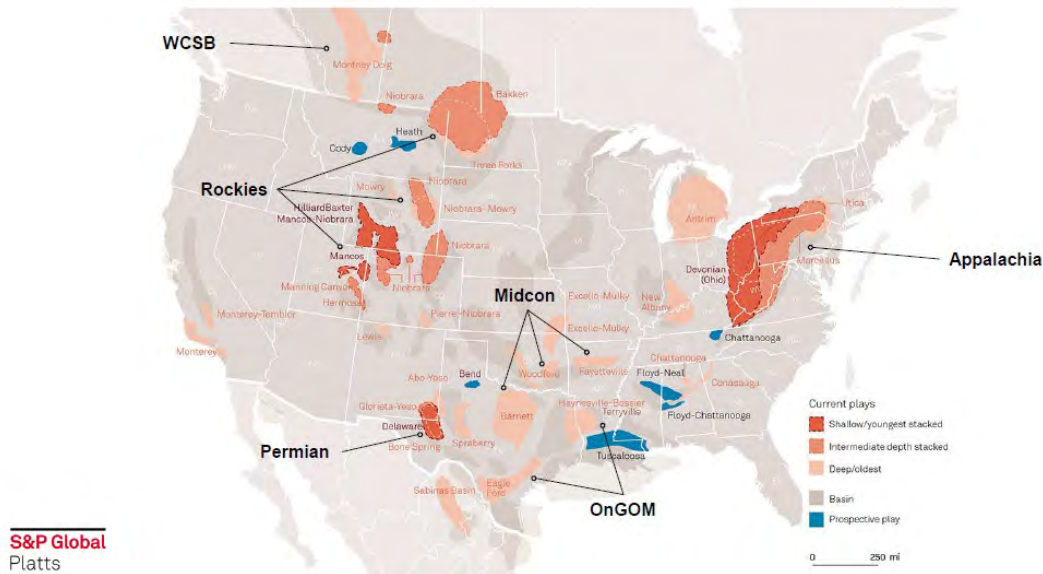 WCSB
Montney Doig
Niobrara
Bakken
Heath
Cody
Three Forks
Rockies
Mowry
Niobrara
HilliardBaxter
Mancos-Niobrara
Niobrara-Mowry
Antrim
Utica
Mancos
Niobrara
Marcellus
Appalachia
Devonian
(Ohio)
Manning Canyon
Niobrara
Hermosa
Midcon
Excello-Mulky
New
Albany
Monterey-Temblor
Pierre-Niobrara
Lewis
Excello-Mulky
Chattanooga
Monterey
Bend
Woodford
Fayetteville
Chattanooga
Floyd-Neal
Conasauga
Abo-Yeso
Glorieta-Yeso
Barnett
Haynesville-Bossier
Terryville
Floyd-Chattanooga
Delaware
Bone Spring
Spraberry
Permian
Tuscaloosa
Eagle
Ford
Sabinas Basin
OnGOM
Current plays
Shallow/youngest stacked
Intermediate depth stacked
Deep/oldest
Basin
Prospective play
0 250 mi
S&P Global
Platts